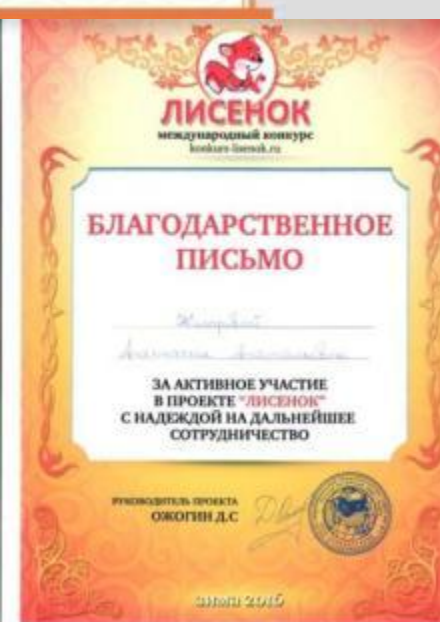 ЛИСЕНОК
международный конкурс
konkurs-lisenok.ru
БЛАГОДАРСТВЕННОЕ
ПИСЬМО
ЗА АКТИВНОЕ УЧАСТИЕ
В ПРОЕКТЕ "ЛИСЕНОК"
С НАДЕЖДОЙ НА ДАЛЬНЕЙШЕЕ
СОТРУДНИЧЕСТВО
РУКОВОДИТЕЛЬ ПРОЕКТА
ОЖОГИН Д.С
зима 2016